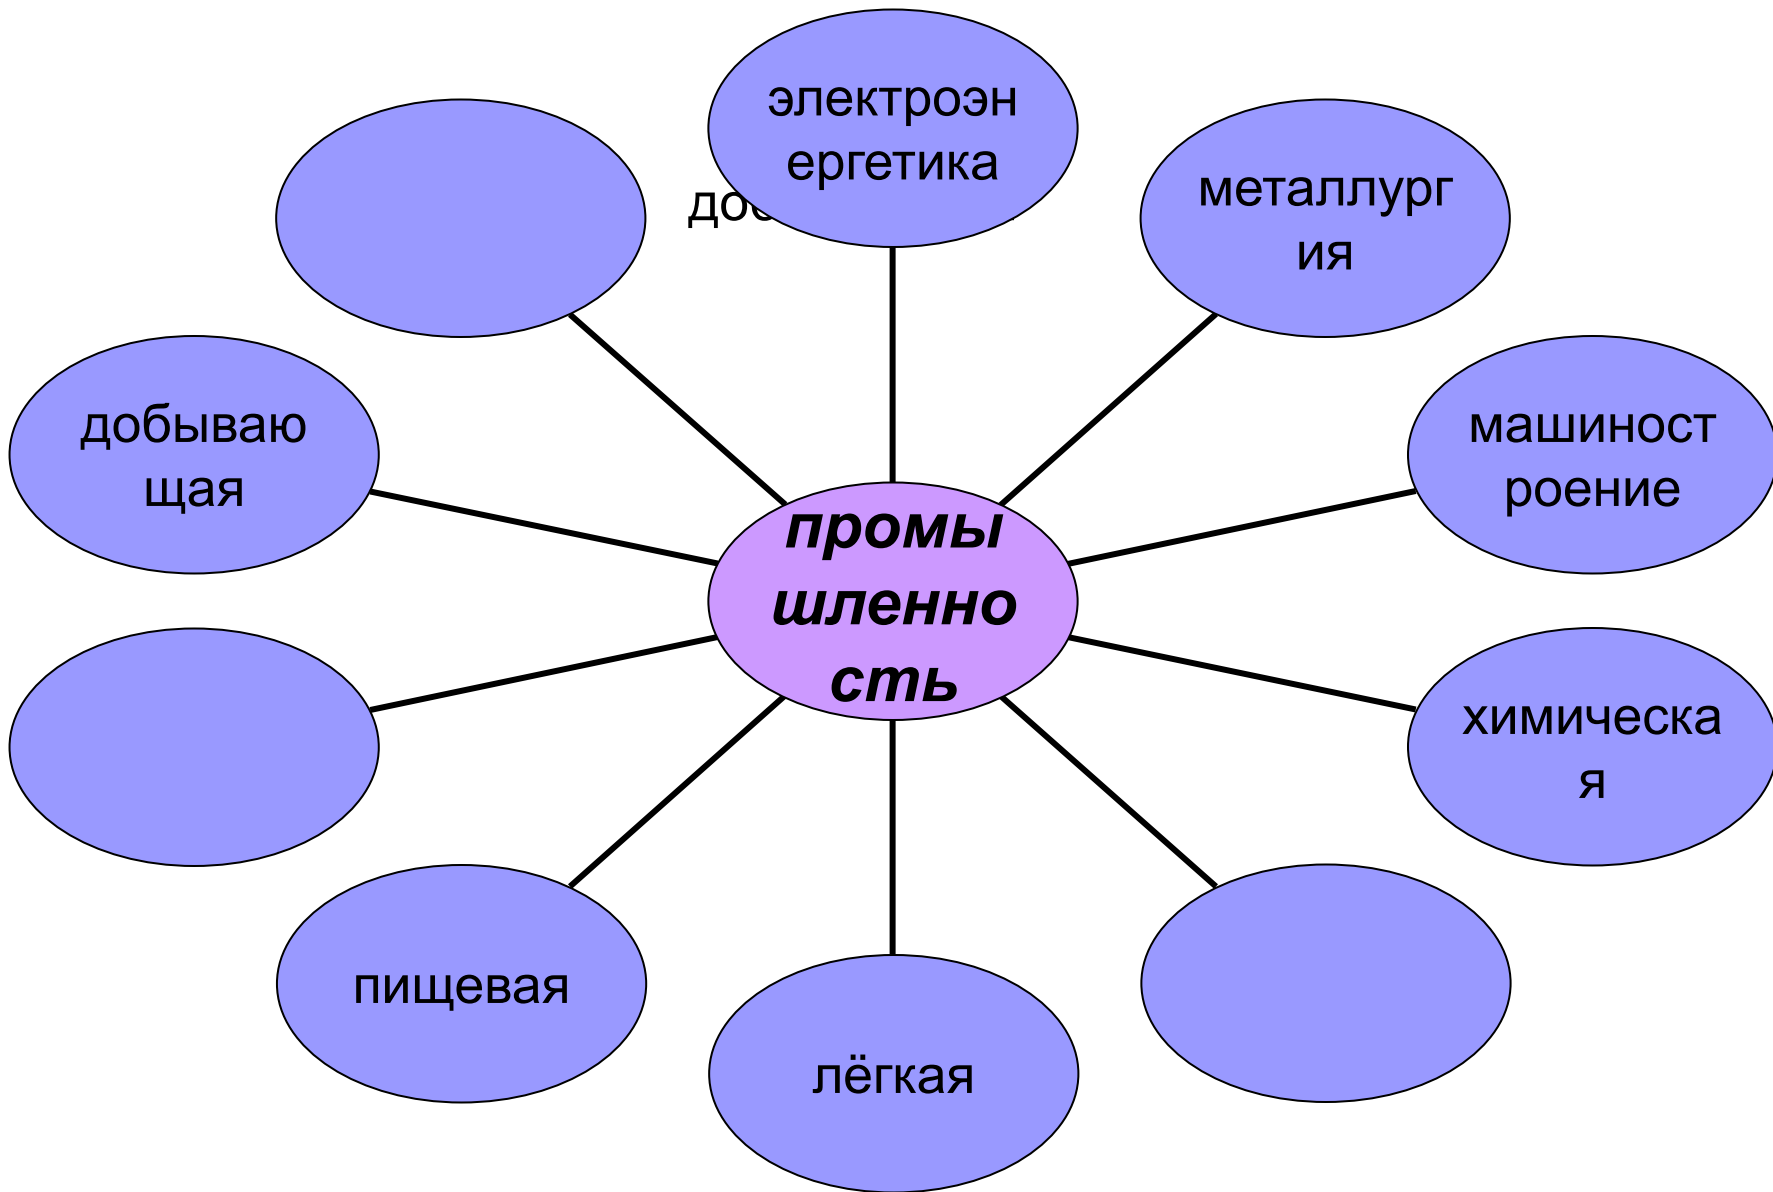 электроэн
ергетика
металлург
ия
добываю
щая
машиност
роение
промы
шленно
сть
химическа
я
пищевая
лёгкая